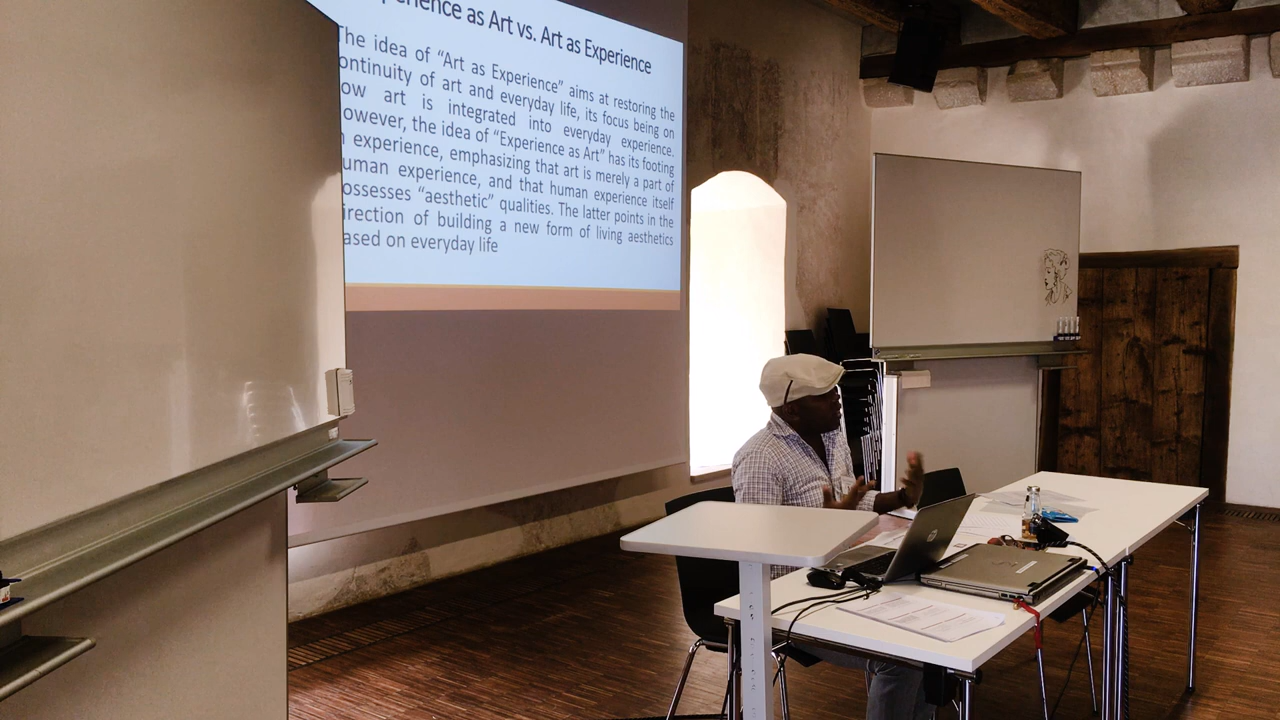 perience as Art vs. Art as Experience
The idea of “Art as Experience” aims at restoring the
ontinuity of art and everyday life, its focus being on
ow art is integrated into everyday experience.
owever, the idea of “Experience as Art” has its footing
n experience, emphasizing that art is merely a part of
uman experience, and that human experience itself
ossesses “aesthetic” qualities. The latter points in the
irection of building a new form of living aesthetics
ased on everyday life